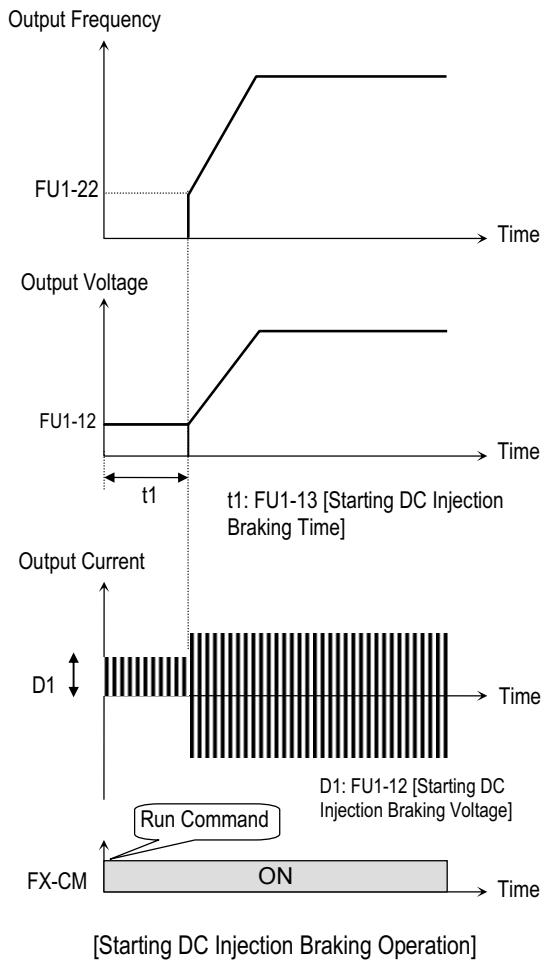 Output Frequency
FU1-22
Time
Output Voltage
FU1-12
Time
t1
t1: FU1-13 [Starting DC Injection
Braking Time]
Output Current
D1
Time
D1: FU1-12 [Starting DC
Injection Braking Voltage]
Run Command
FX-CM
ON
Time
[Starting DC Injection Braking Operation]